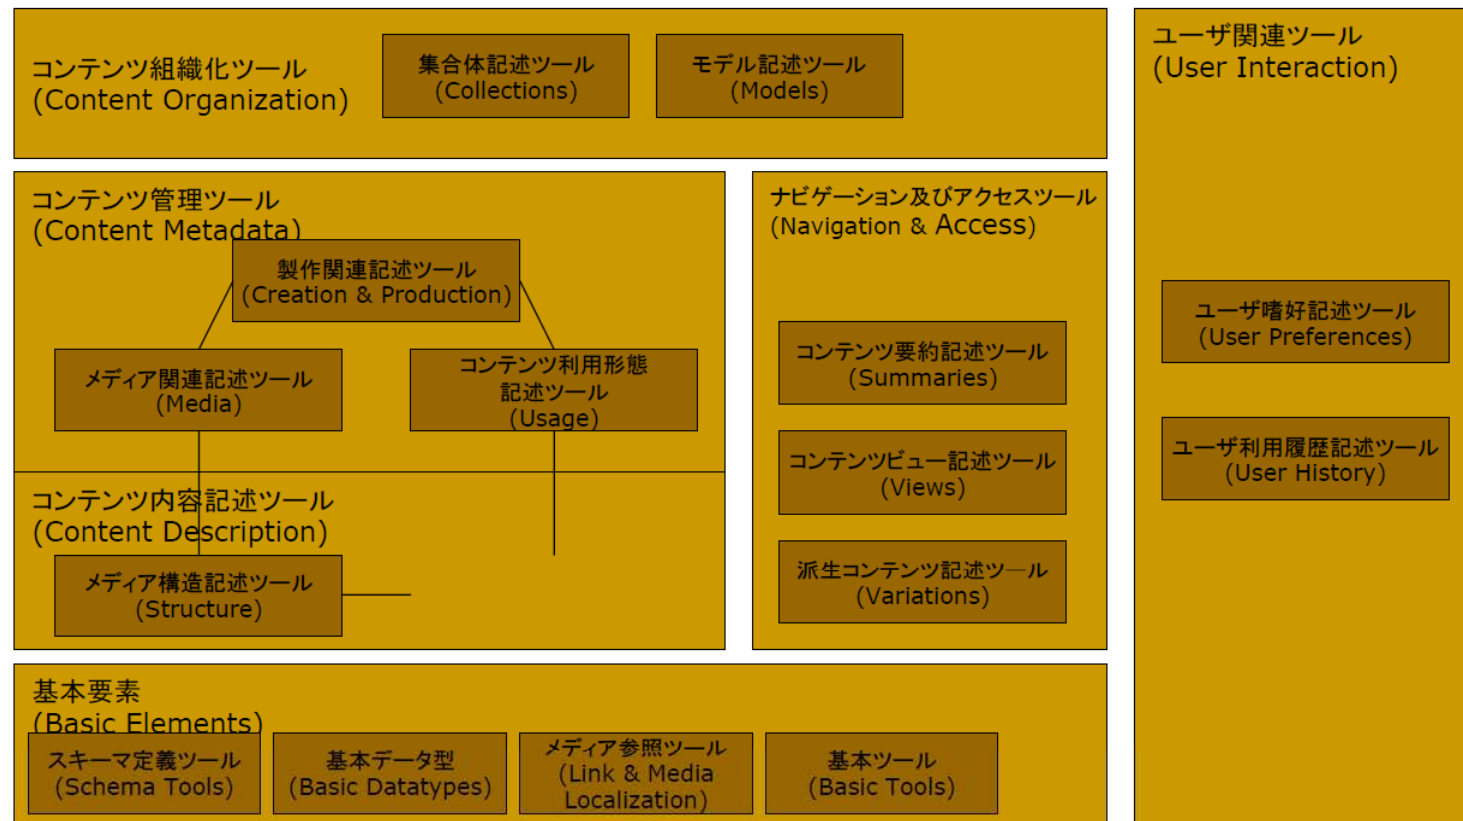 コンテンツ組織化ツール
(Content Organization)
集合体記述ツール
(Collections)
モデル記述ツール
(Models)
ユーザ関連ツール
(User Interaction)
コンテンツ管理ツール
(Content Metadata)
製作関連記述ツール
(Creation & Production)
メディア関連記述ツール
(Media)
コンテンツ利用形態
記述ツール
(Usage)
コンテンツ内容記述ツール
(Content Description)
メディア構造記述ツール
(Structure)
ナビゲーション及びアクセスツール
(Navigation & Access)
コンテンツ要約記述ツール
(Summaries)
コンテンツビュー記述ツール
(Views)
派生コンテンツ記述ツ―ル
(Variations)
ユーザ嗜好記述ツール
(User Preferences)
ユーザ利用履歴記述ツール
(User History)
基本要素
(Basic Elements)
スキーマ定義ツール
(Schema Tools)
基本データ型
(Basic Datatypes)
メディア参照ツール
(Link & Media
Localization)
基本ツール
(Basic Tools)